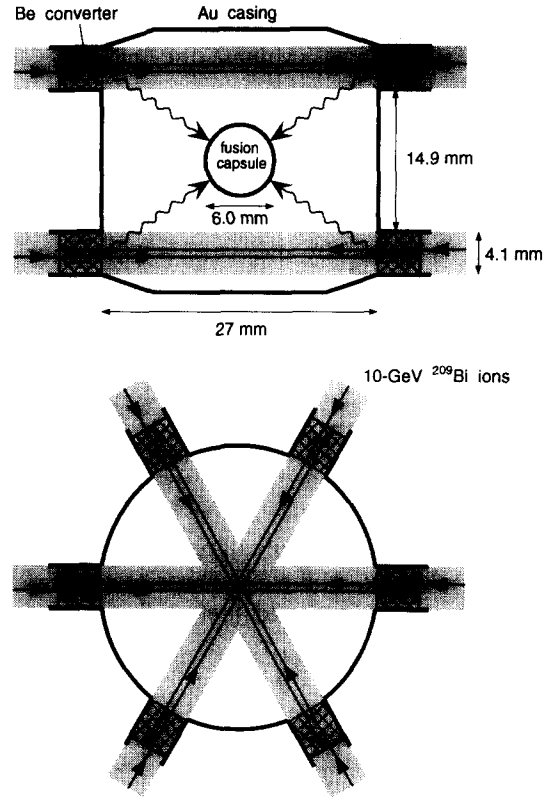 Be converter
Au casing
fusion
capsule
14.9 mm
6.0 mm
4.1 mm
27 mm
10-GeV ²⁰⁹Bi ions